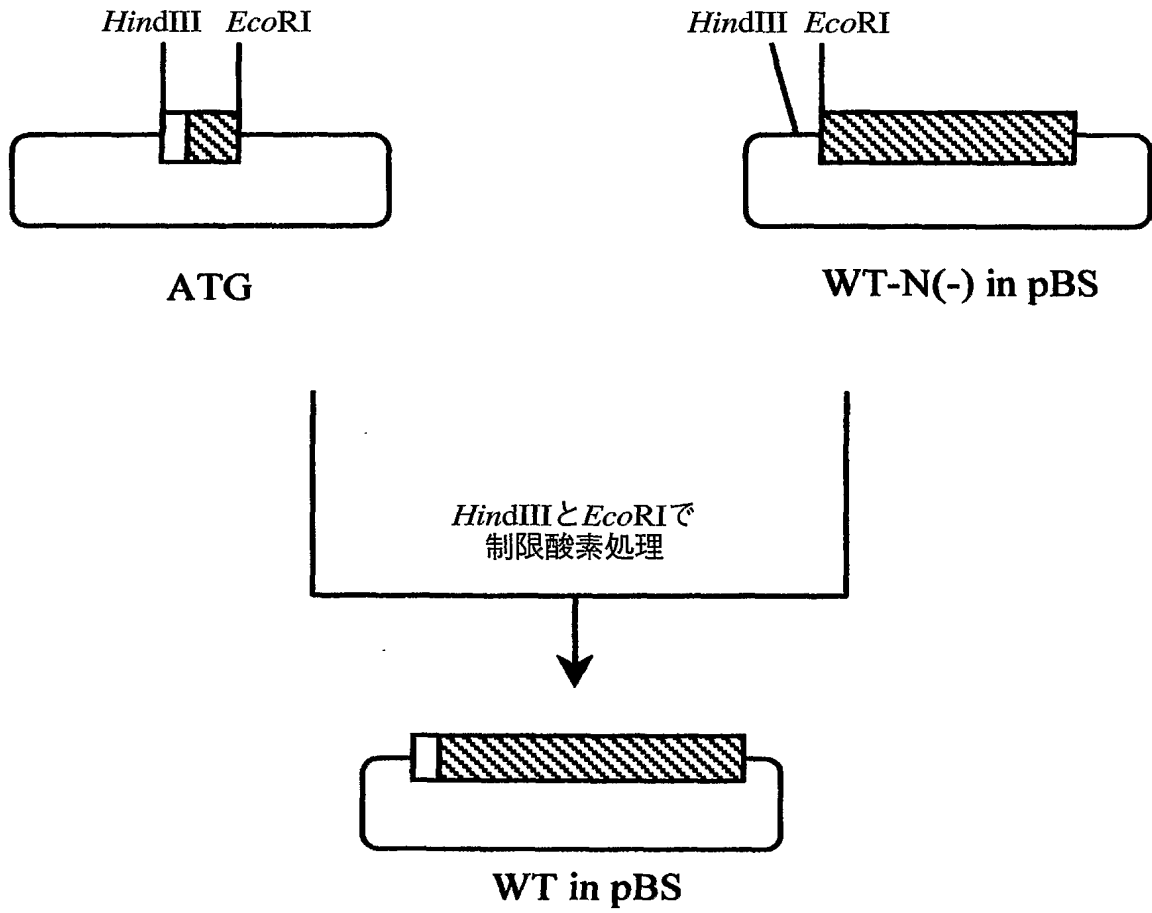 HindIII EcoRI
HindIII EcoRI
ATG
WT-N(-) in pBS
HindIIIとEcoRIで
制限酸素処理
WT in pBS